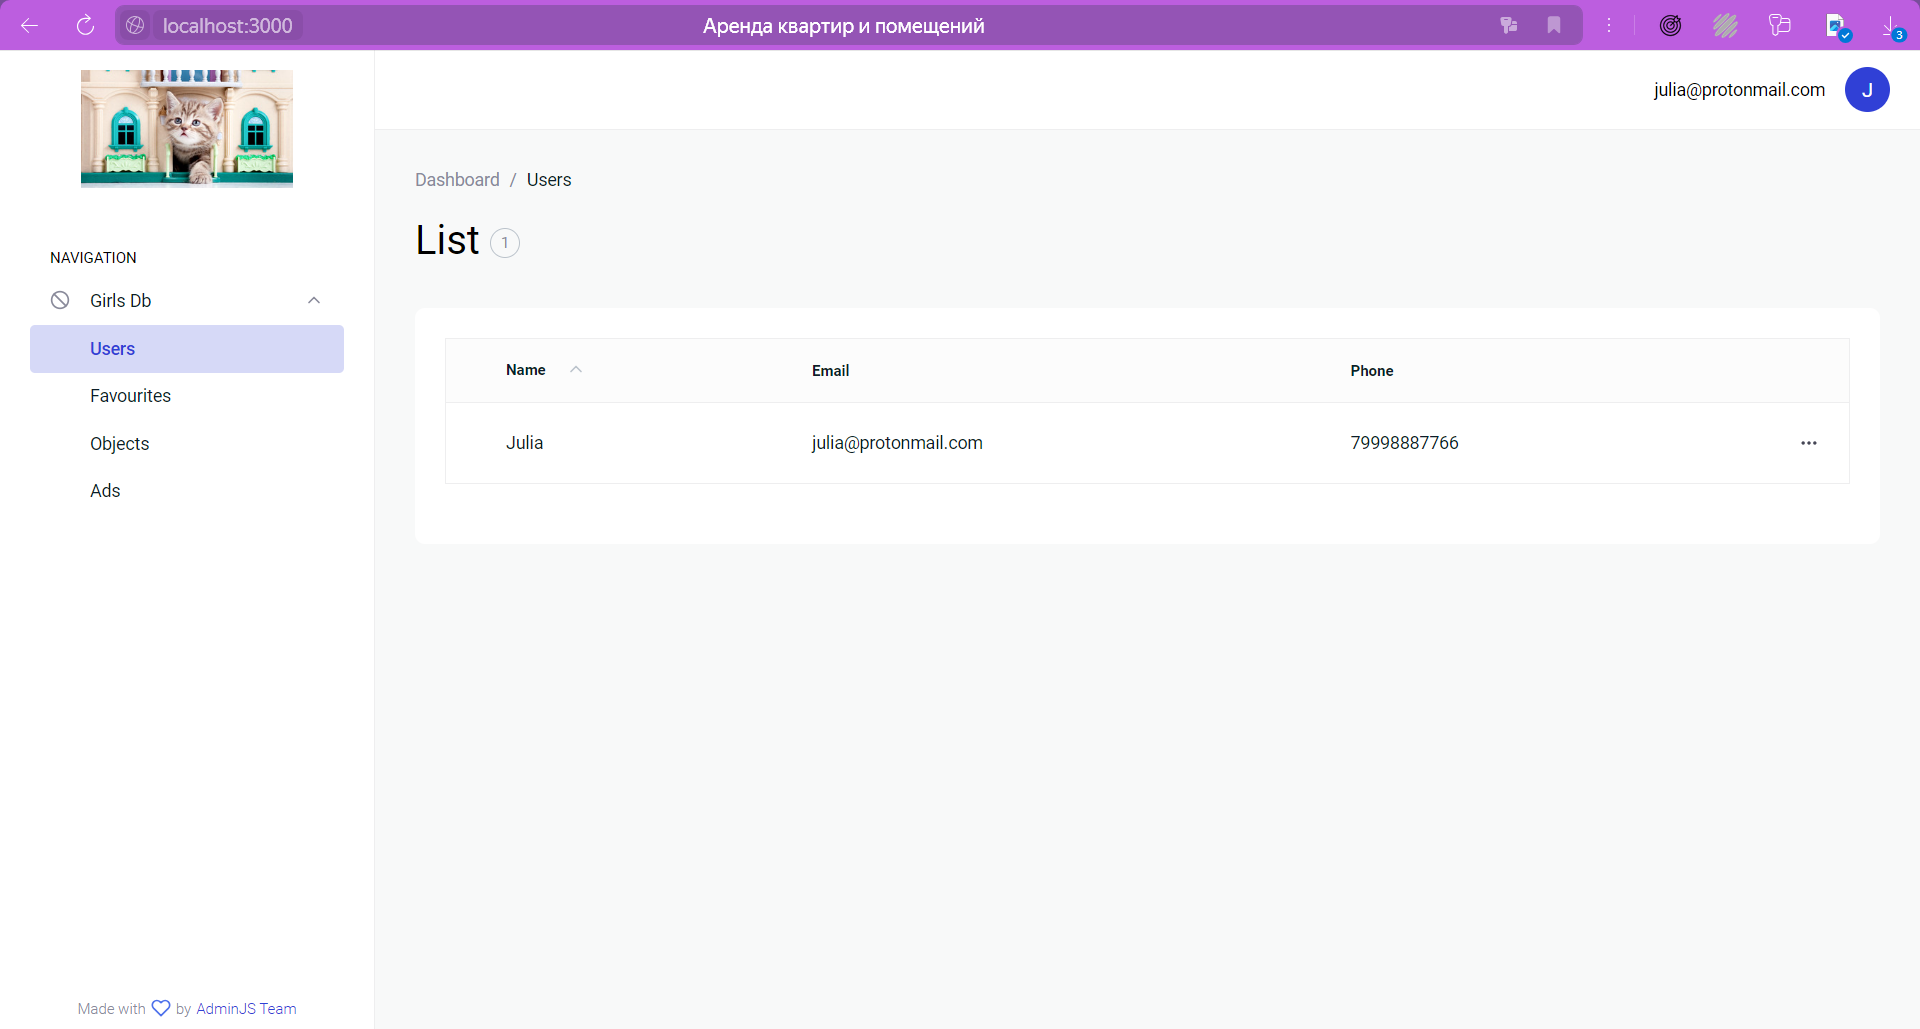 localhost:3000
Аренда квартир и помещений
3
julia@protonmail.com
J
Dashboard / Users
List 1
NAVIGATION
Girls Db
Users
Favourites
Objects
Ads
Name Email Phone
Julia julia@protonmail.com 79998887766
Made with by AdminJS Team